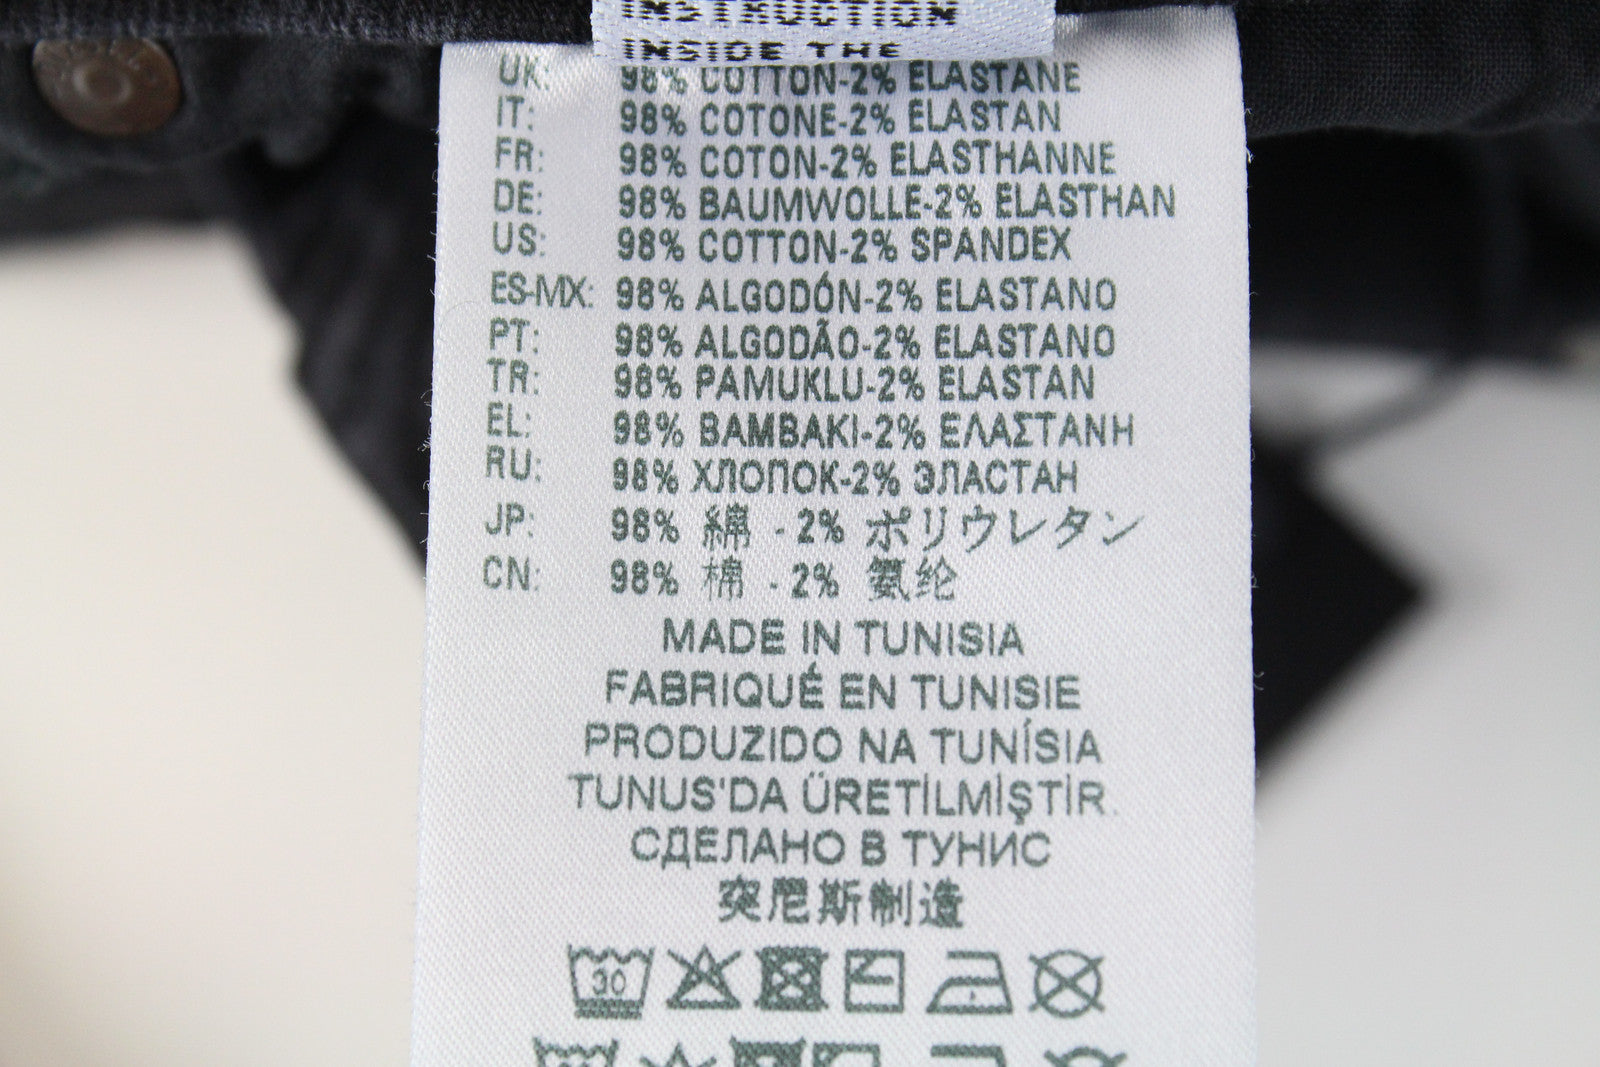 INSTRUCTION
INSIDE THE
UK: 98% COTTON-2% ELASTANE
IT: 98% COTONE-2% ELASTAN
FR: 98% COTON-2% ELASTHANNE
DE: 98% BAUMWOLLE-2% ELASTHAN
US: 98% COTTON-2% SPANDEX
ES-MX: 98% ALGODÓN-2% ELASTANO
PT: 98% ALGODÃO-2% ELASTANO
TR: 98% PAMUKLU-2% ELASTAN
EL: 98% ΒΑΜΒΑΚΙ-2% ΕΛΑΣΤΑΝΗ
RU: 98% ХЛОПОК-2% ЭЛАСТАН
JP: 98% 綿 - 2% ポリウレタン
CN: 98% 棉 - 2% 氨纶
MADE IN TUNISIA
FABRIQUÉ EN TUNISIE
PRODUZIDO NA TUNÍSIA
TUNUS'DA ÜRETİLMİŞTİR.
СДЕЛАНО В ТУНИС
突尼斯制造
30